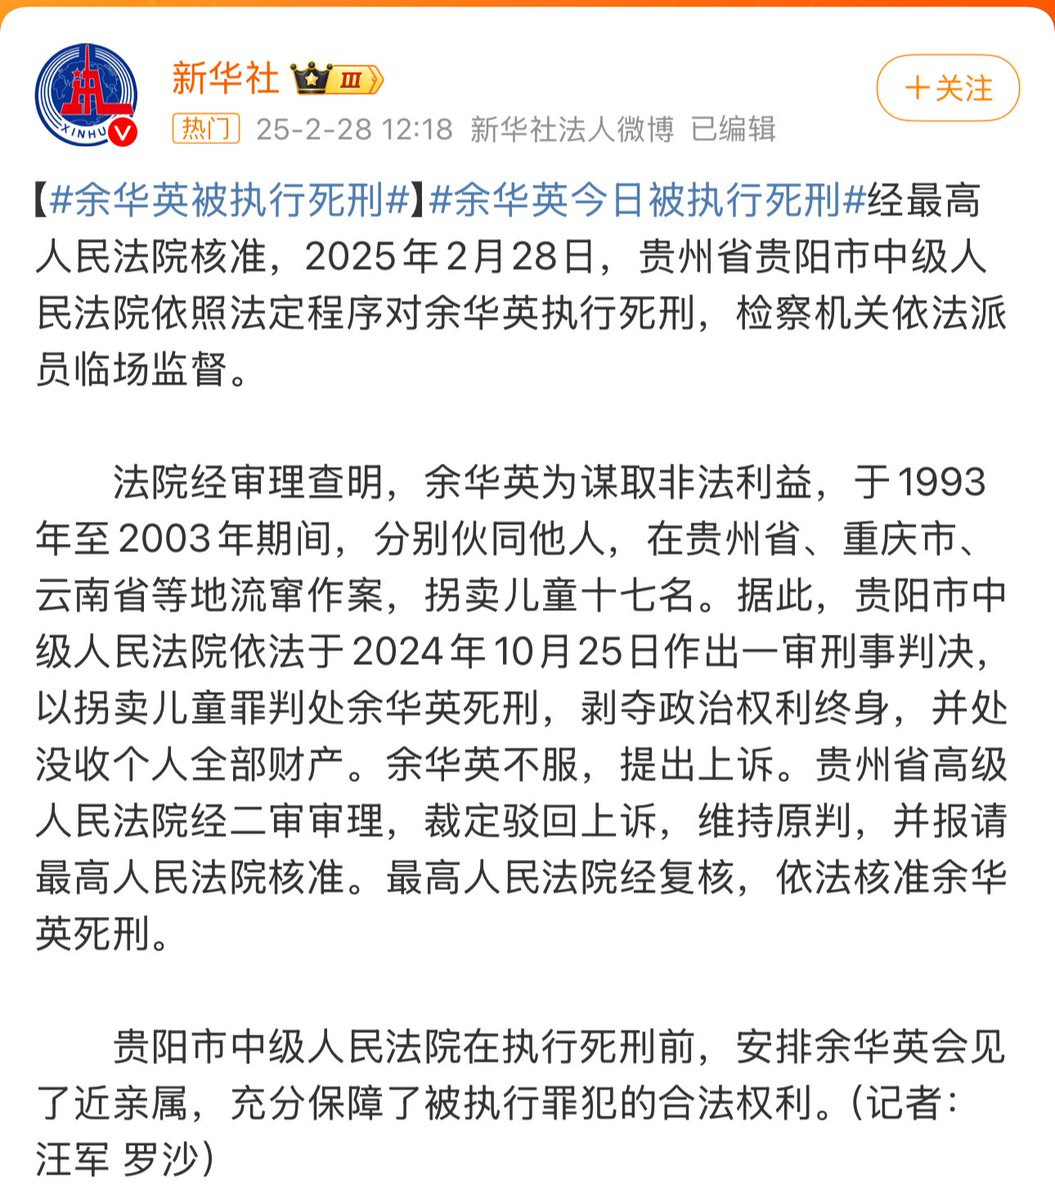 新华社 III
+关注
热门 25-2-28 12:18 新华社法人微博 已编辑
XINHU
V
【#余华英被执行死刑#】#余华英今日被执行死刑#经最高
人民法院核准，2025年2月28日，贵州省贵阳市中级人
民法院依照法定程序对余华英执行死刑，检察机关依法派
员临场监督。
法院经审理查明，余华英为谋取非法利益，于1993
年至2003年期间，分别伙同他人，在贵州省、重庆市、
云南省等地流窜作案，拐卖儿童十七名。据此，贵阳市中
级人民法院依法于2024年10月25日作出一审刑事判决，
以拐卖儿童罪判处余华英死刑，剥夺政治权利终身，并处
没收个人全部财产。余华英不服，提出上诉。贵州省高级
人民法院经二审审理，裁定驳回上诉，维持原判，并报请
最高人民法院核准。最高人民法院经复核，依法核准余华
英死刑。
贵阳市中级人民法院在执行死刑前，安排余华英会见
了近亲属，充分保障了被执行罪犯的合法权利。（记者：
汪军 罗沙）